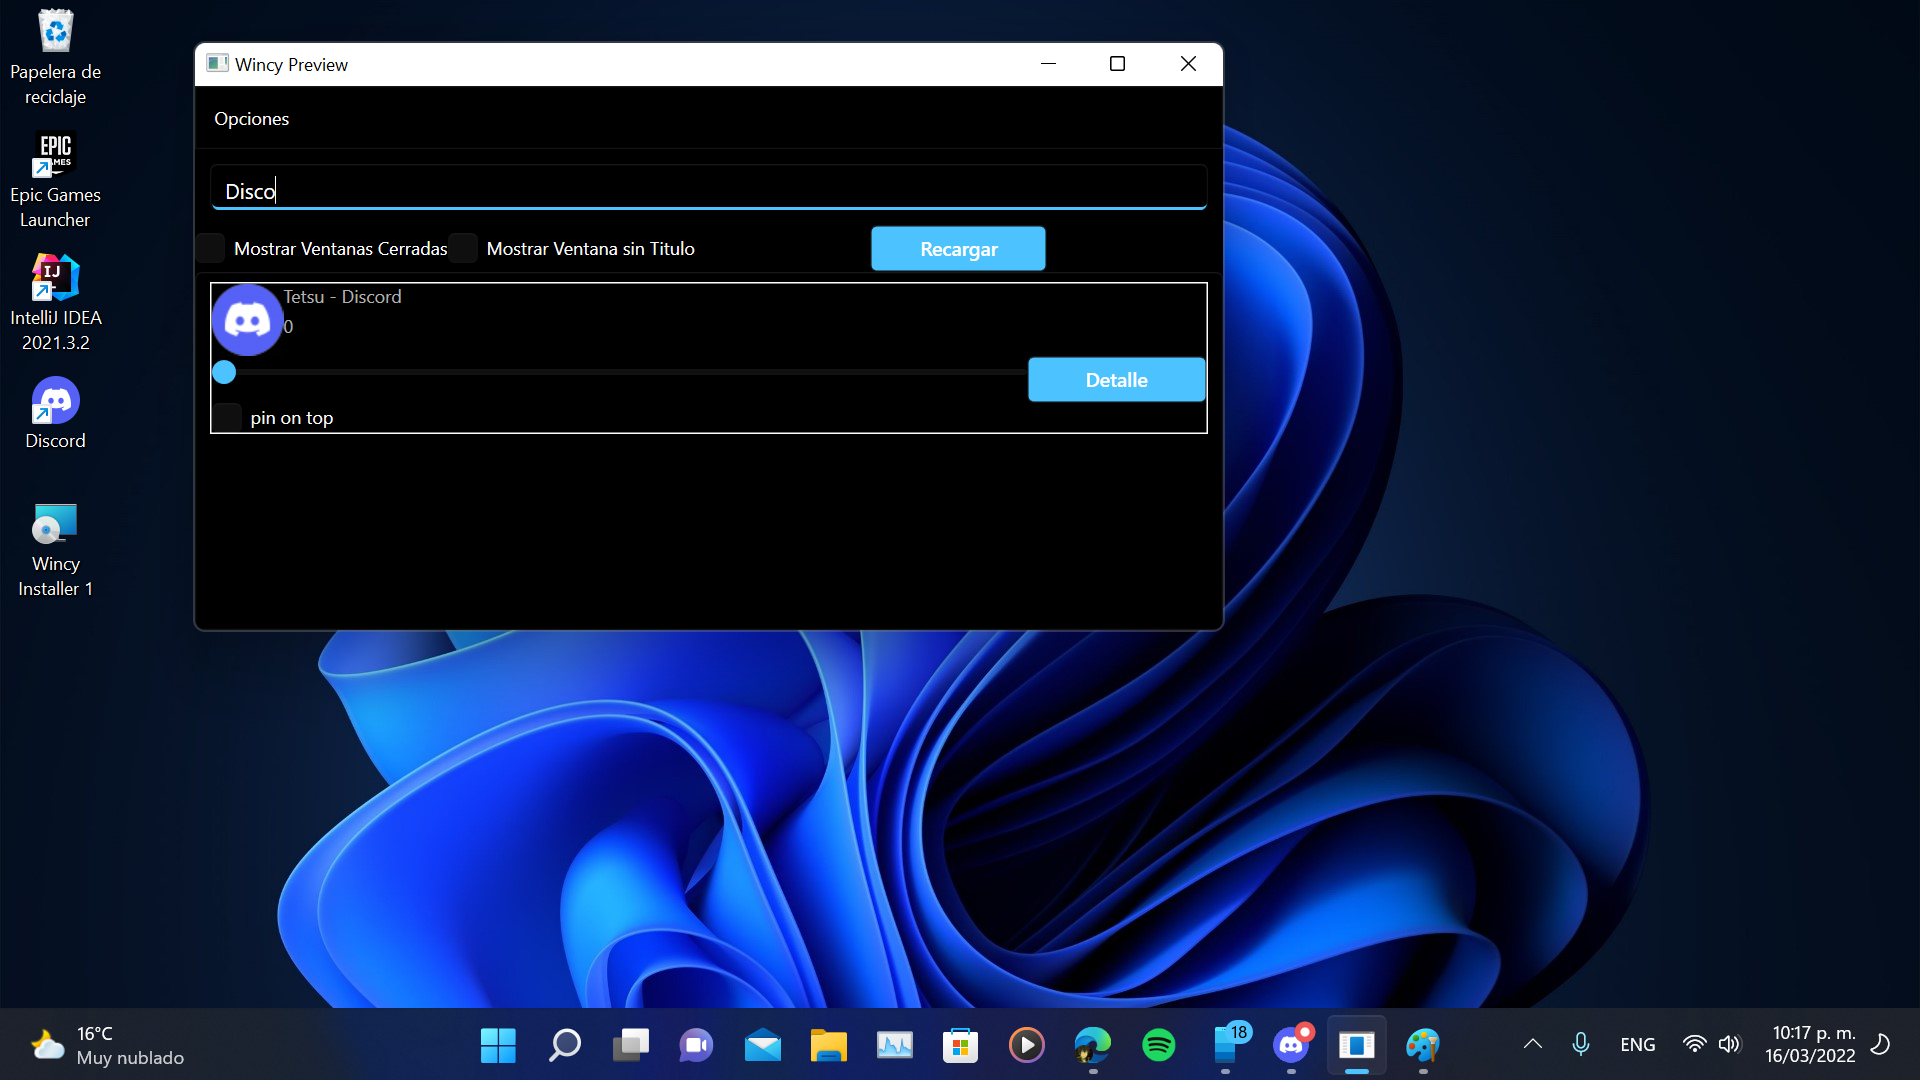 Papelera de
reciclaje
EPIC
GAMES
Epic Games
Launcher
IJ
IntelliJ IDEA
2021.3.2
Discord
Wincy
Installer 1
Wincy Preview
Opciones
Disco
Mostrar Ventanas Cerradas
Mostrar Ventana sin Titulo
Recargar
Tetsu - Discord
0
Detalle
pin on top
16°C
Muy nublado
18
ENG
10:17 p. m.
16/03/2022